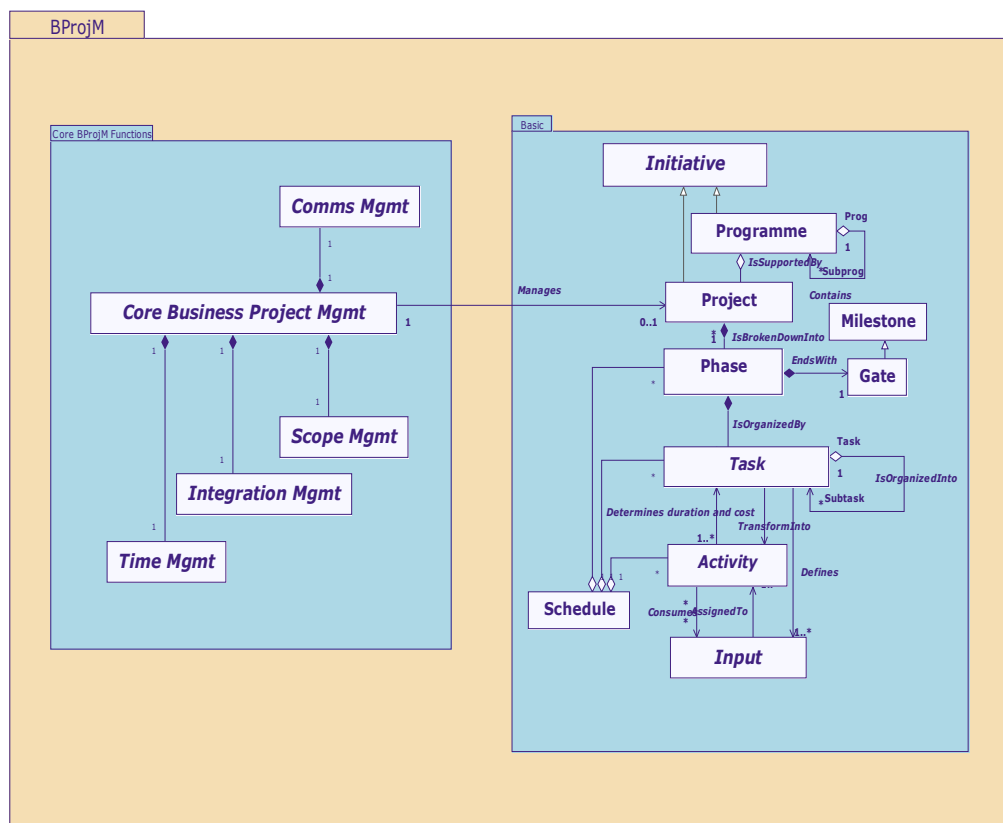 BProjM
Core BProjM Functions
Comms Mgmt
1
1
Core Business Project Mgmt
1
1
1
1
1
Scope Mgmt
1
Integration Mgmt
1
Time Mgmt
Manages
1
0..1
Basic
Initiative
Programme
Prog
1
*
Subprog
IsSupportedBy
Contains
Project
*
1
IsBrokenDownInto
Milestone
Phase
*
EndsWith
1
Gate
IsOrganizedBy
Task
*
Task
1
IsOrganizedInto
*
Subtask
Determines duration and cost
TransformInto
1..*
Activity
*
Defines
1
1
1
Schedule
Consumes
*
*
AssignedTo
1..*
Input